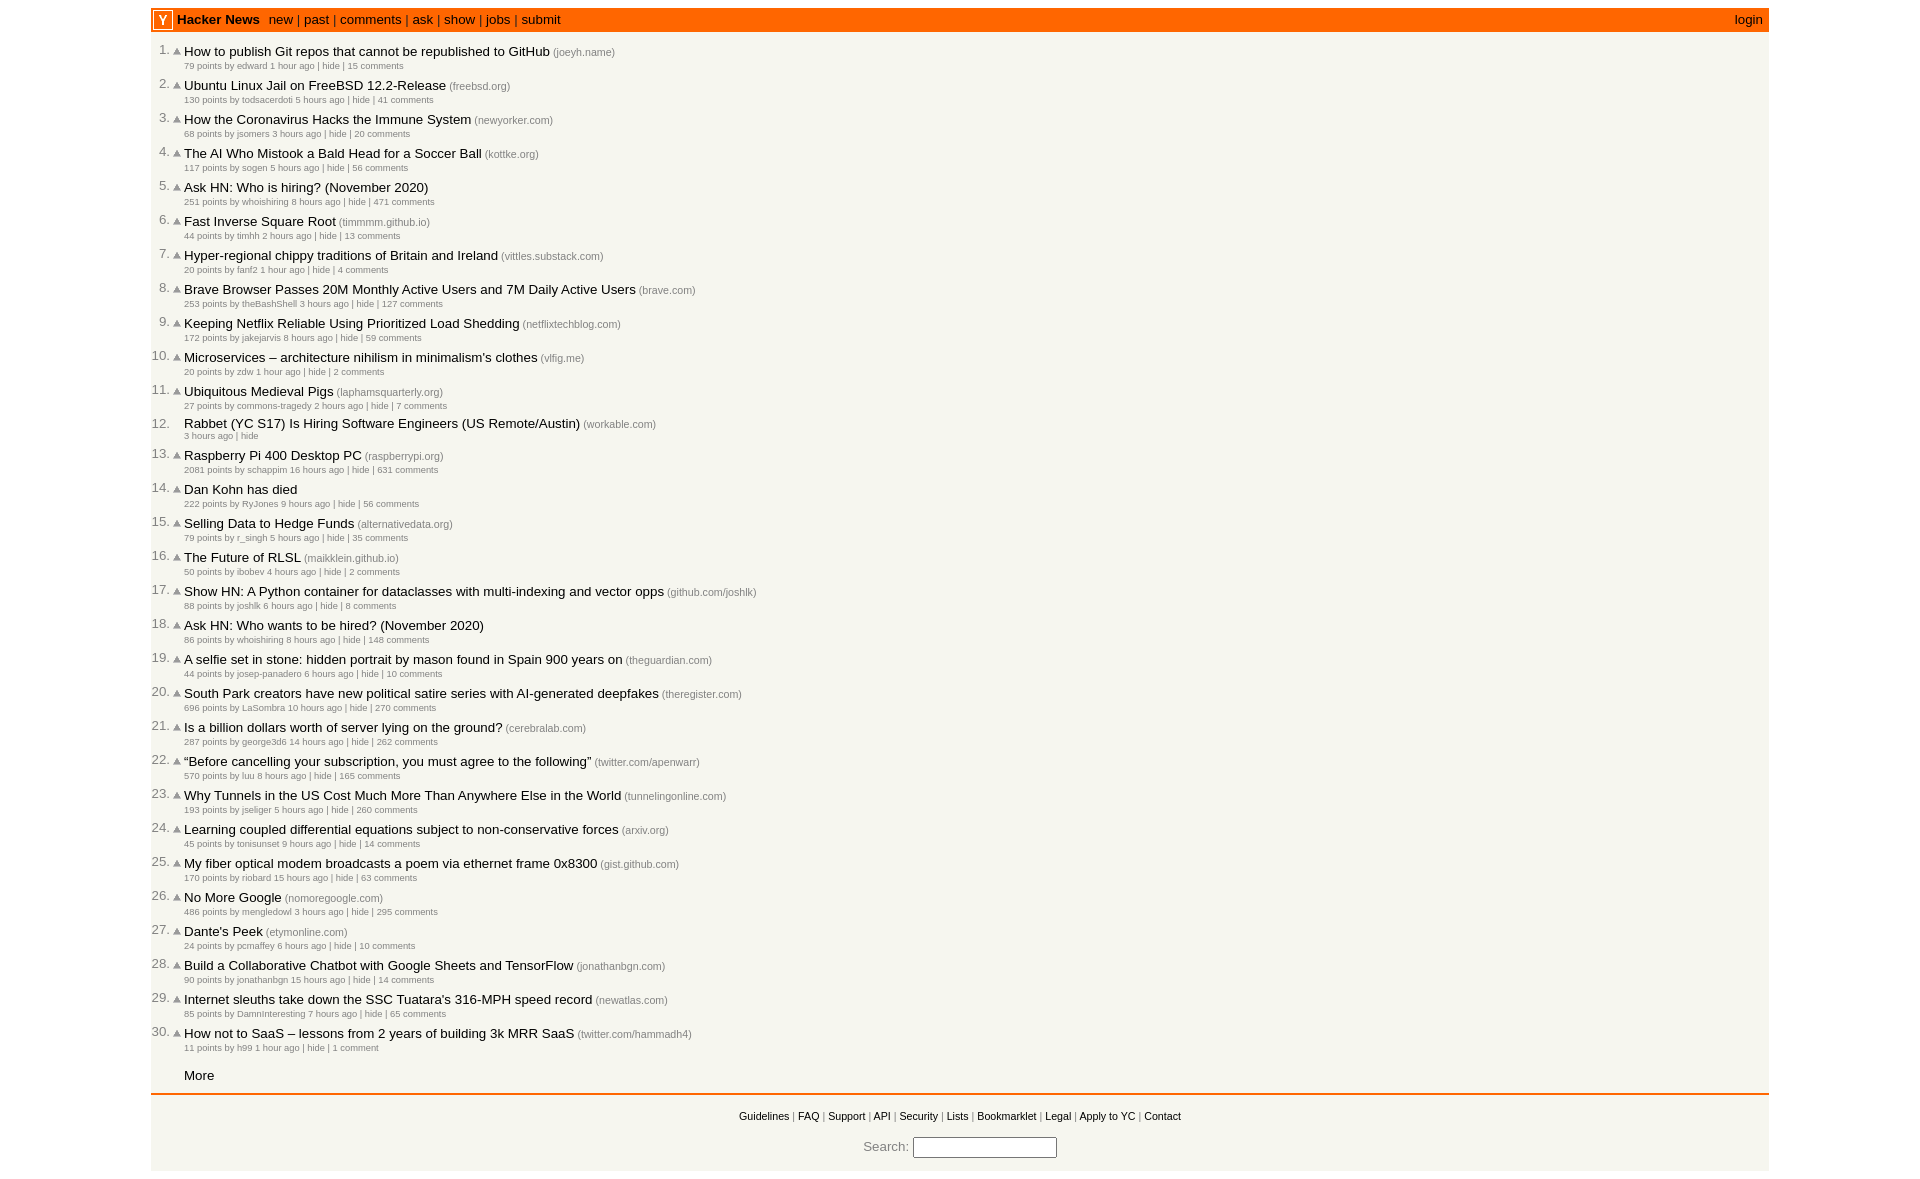 Y Hacker News new | past | comments | ask | show | jobs | submit login
1. How to publish Git repos that cannot be republished to GitHub (joeyh.name)
79 points by edward 1 hour ago | hide | 15 comments
2. Ubuntu Linux Jail on FreeBSD 12.2-Release (freebsd.org)
130 points by todsacerdoti 5 hours ago | hide | 41 comments
3. How the Coronavirus Hacks the Immune System (newyorker.com)
68 points by jsomers 3 hours ago | hide | 20 comments
4. The AI Who Mistook a Bald Head for a Soccer Ball (kottke.org)
117 points by sogen 5 hours ago | hide | 56 comments
5. Ask HN: Who is hiring? (November 2020)
251 points by whoishiring 8 hours ago | hide | 471 comments
6. Fast Inverse Square Root (timmmm.github.io)
44 points by timhh 2 hours ago | hide | 13 comments
7. Hyper-regional chippy traditions of Britain and Ireland (vittles.substack.com)
20 points by fanf2 1 hour ago | hide | 4 comments
8. Brave Browser Passes 20M Monthly Active Users and 7M Daily Active Users (brave.com)
253 points by theBashShell 3 hours ago | hide | 127 comments
9. Keeping Netflix Reliable Using Prioritized Load Shedding (netflixtechblog.com)
172 points by jakejarvis 8 hours ago | hide | 59 comments
10. Microservices – architecture nihilism in minimalism's clothes (vlfig.me)
20 points by zdw 1 hour ago | hide | 2 comments
11. Ubiquitous Medieval Pigs (laphamsquarterly.org)
27 points by commons-tragedy 2 hours ago | hide | 7 comments
12. Rabbet (YC S17) Is Hiring Software Engineers (US Remote/Austin) (workable.com)
3 hours ago | hide
13. Raspberry Pi 400 Desktop PC (raspberrypi.org)
2081 points by schappim 16 hours ago | hide | 631 comments
14. Dan Kohn has died
222 points by RyJones 9 hours ago | hide | 56 comments
15. Selling Data to Hedge Funds (alternativedata.org)
79 points by r_singh 5 hours ago | hide | 35 comments
16. The Future of RLSL (maikklein.github.io)
50 points by ibobev 4 hours ago | hide | 2 comments
17. Show HN: A Python container for dataclasses with multi-indexing and vector opps (github.com/joshlk)
88 points by joshlk 6 hours ago | hide | 8 comments
18. Ask HN: Who wants to be hired? (November 2020)
86 points by whoishiring 8 hours ago | hide | 148 comments
19. A selfie set in stone: hidden portrait by mason found in Spain 900 years on (theguardian.com)
44 points by josep-panadero 6 hours ago | hide | 10 comments
20. South Park creators have new political satire series with AI-generated deepfakes (theregister.com)
696 points by LaSombra 10 hours ago | hide | 270 comments
21. Is a billion dollars worth of server lying on the ground? (cerebralab.com)
287 points by george3d6 14 hours ago | hide | 262 comments
22. “Before cancelling your subscription, you must agree to the following” (twitter.com/apenwarr)
570 points by luu 8 hours ago | hide | 165 comments
23. Why Tunnels in the US Cost Much More Than Anywhere Else in the World (tunnelingonline.com)
193 points by jseliger 5 hours ago | hide | 260 comments
24. Learning coupled differential equations subject to non-conservative forces (arxiv.org)
45 points by tonisunset 9 hours ago | hide | 14 comments
25. My fiber optical modem broadcasts a poem via ethernet frame 0x8300 (gist.github.com)
170 points by riobard 15 hours ago | hide | 63 comments
26. No More Google (nomoregoogle.com)
486 points by mengledowl 3 hours ago | hide | 295 comments
27. Dante's Peek (etymonline.com)
24 points by pcmaffey 6 hours ago | hide | 10 comments
28. Build a Collaborative Chatbot with Google Sheets and TensorFlow (jonathanbgn.com)
90 points by jonathanbgn 15 hours ago | hide | 14 comments
29. Internet sleuths take down the SSC Tuatara's 316-MPH speed record (newatlas.com)
85 points by DamnInteresting 7 hours ago | hide | 65 comments
30. How not to SaaS – lessons from 2 years of building 3k MRR SaaS (twitter.com/hammadh4)
11 points by h99 1 hour ago | hide | 1 comment
More
Guidelines | FAQ | Support | API | Security | Lists | Bookmarklet | Legal | Apply to YC | Contact
Search: